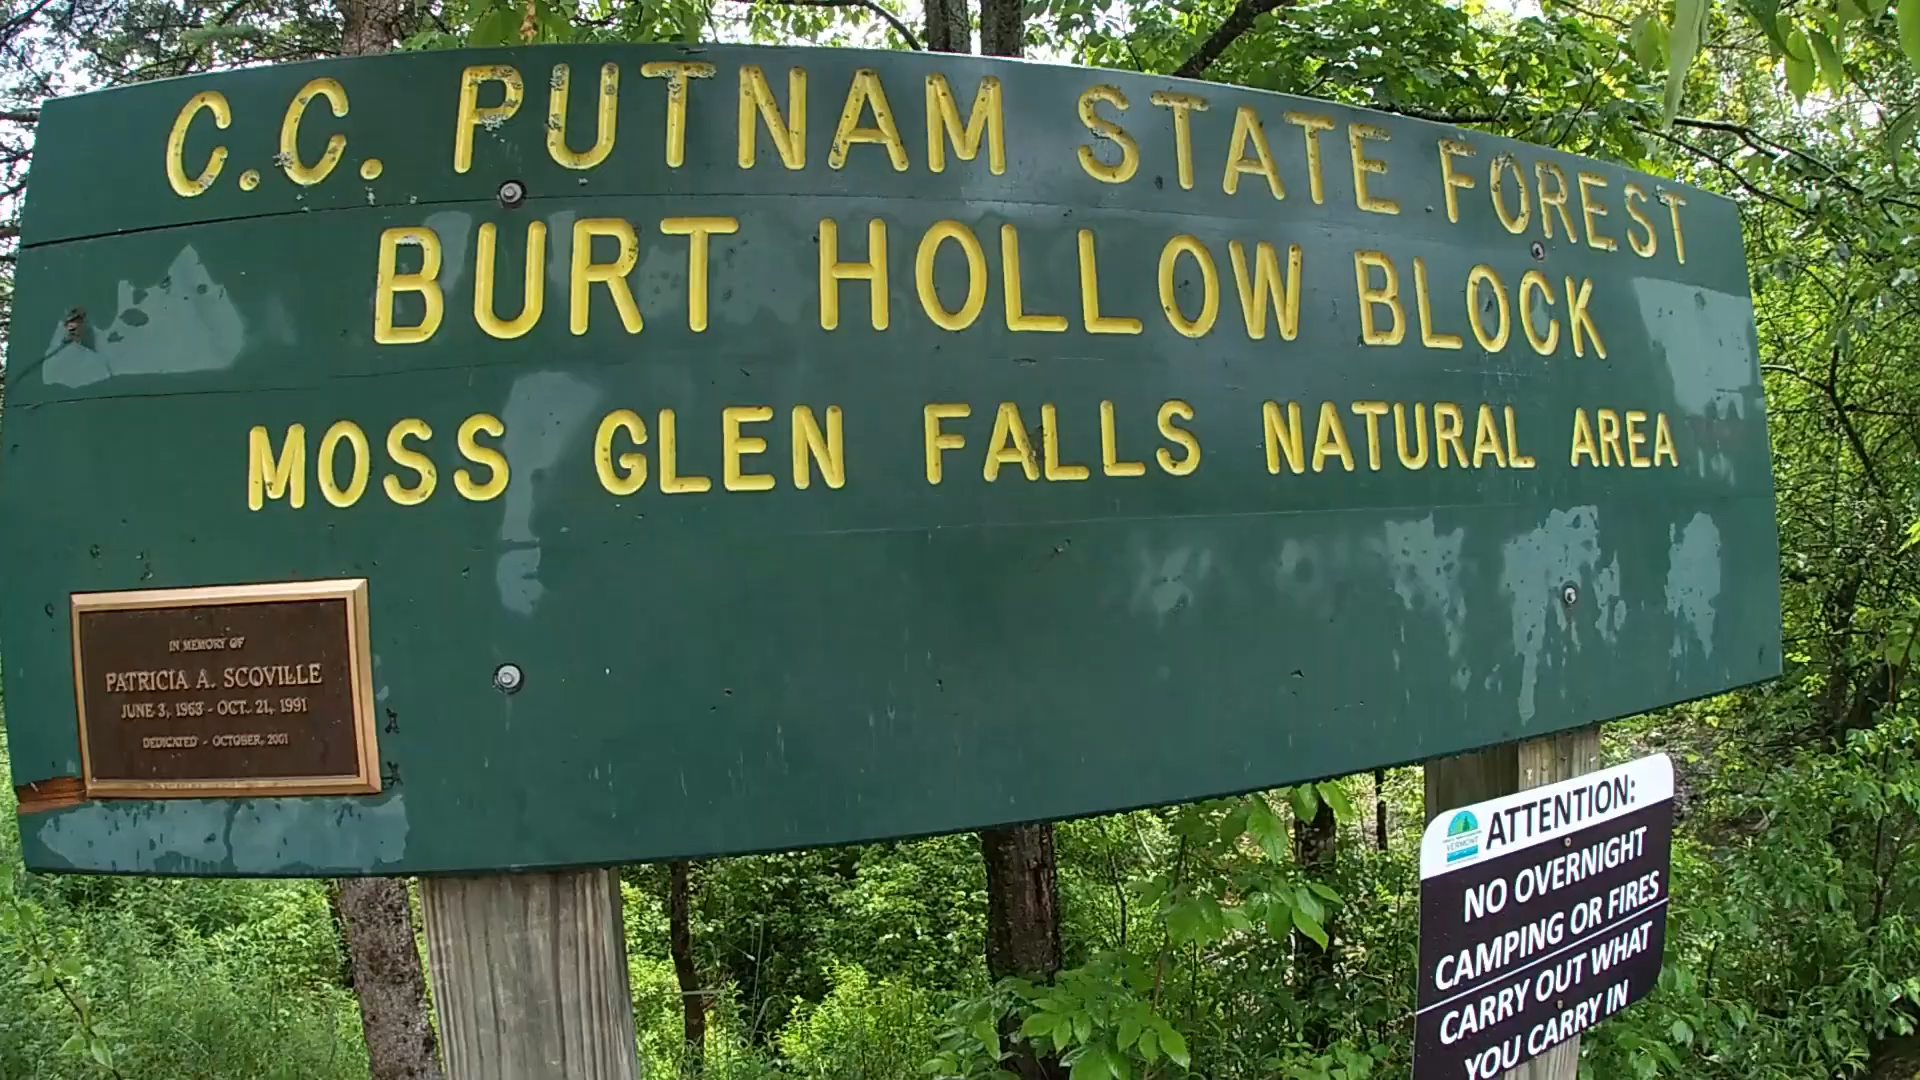 C.C. PUTNAM STATE FOREST
BURT HOLLOW BLOCK
MOSS GLEN FALLS NATURAL AREA
IN MEMORY OF
PATRICIA A. SCOVILLE
JUNE 3, 1963 - OCT. 21, 1991
DEDICATED - OCTOBER, 2001
ATTENTION:
VERMONT
NO OVERNIGHT
CAMPING OR FIRES
CARRY OUT WHAT
YOU CARRY IN